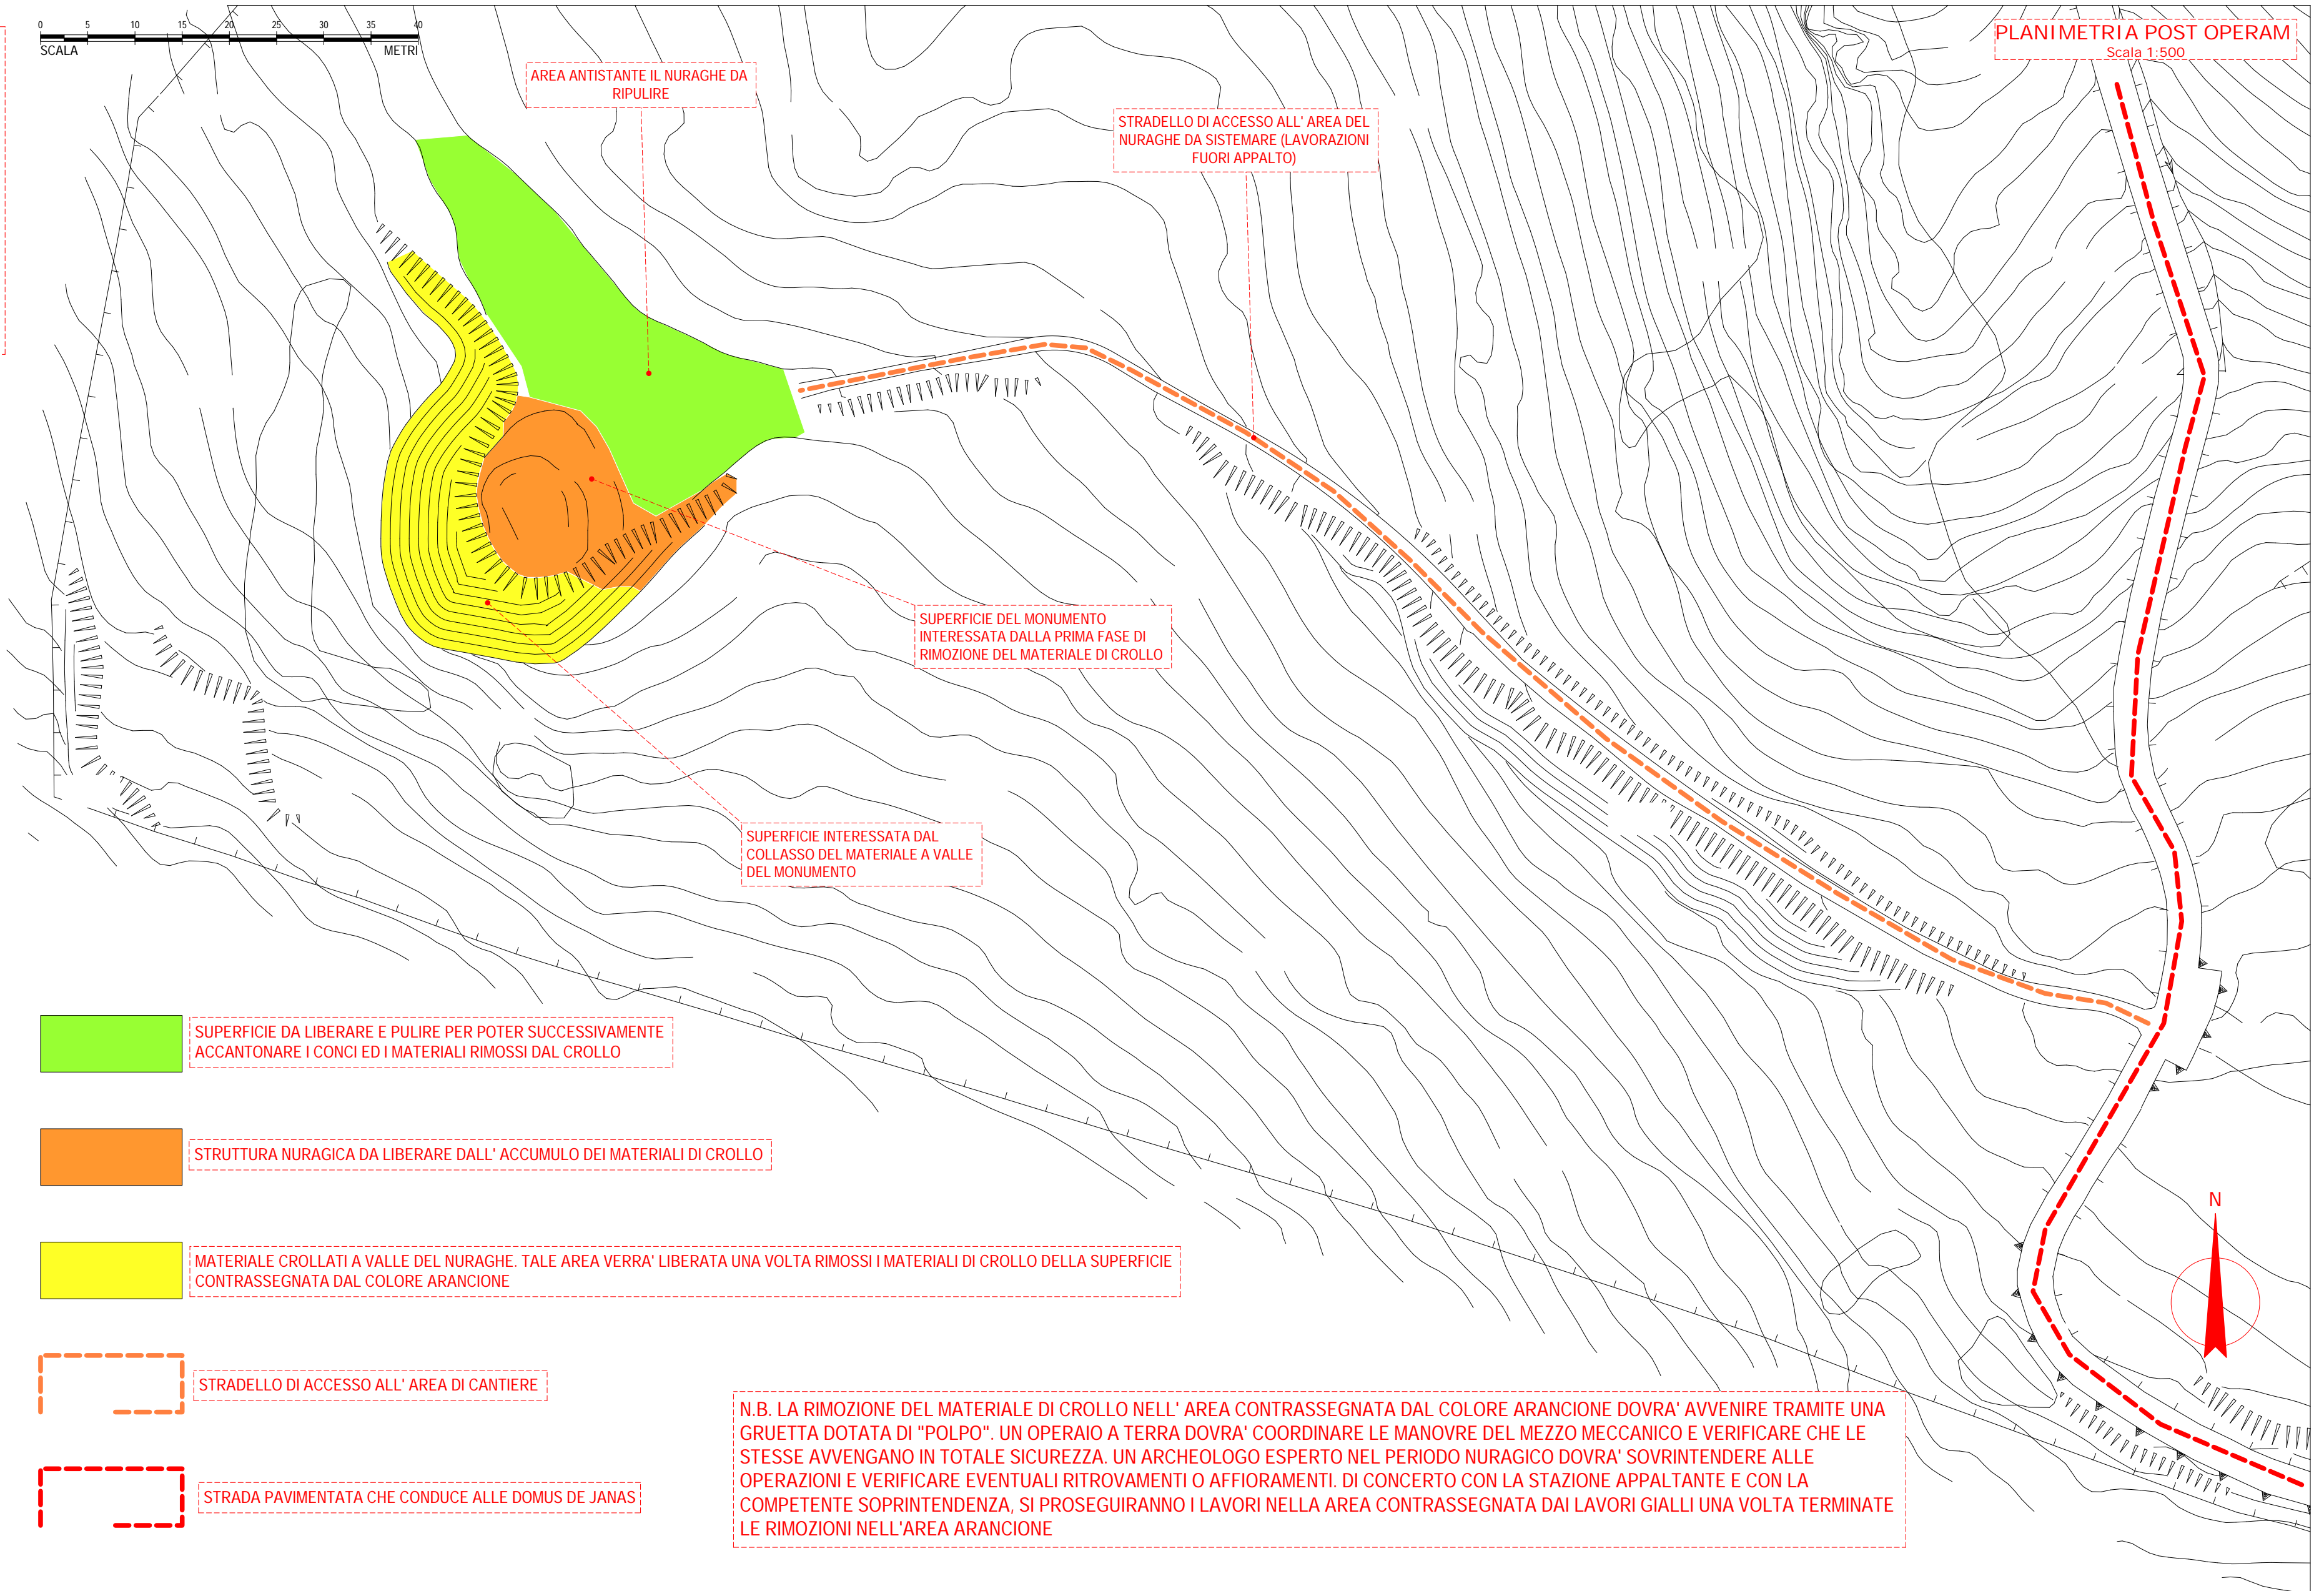 0 5 10 15 20 25 30 35 40
SCALA METRI
PLANIMETRIA POST OPERAM
Scala 1:500
AREA ANTISTANTE IL NURAGHE DA
RIPULIRE
STRADELLO DI ACCESSO ALL' AREA DEL
NURAGHE DA SISTEMARE (LAVORAZIONI
FUORI APPALTO)
SUPERFICIE DEL MONUMENTO
INTERESSATA DALLA PRIMA FASE DI
RIMOZIONE DEL MATERIALE DI CROLLO
SUPERFICIE INTERESSATA DAL
COLLASSO DEL MATERIALE A VALLE
DEL MONUMENTO
SUPERFICIE DA LIBERARE E PULIRE PER POTER SUCCESSIVAMENTE
ACCANTONARE I CONCI ED I MATERIALI RIMOSSI DAL CROLLO
STRUTTURA NURAGICA DA LIBERARE DALL' ACCUMULO DEI MATERIALI DI CROLLO
MATERIALE CROLLATI A VALLE DEL NURAGHE. TALE AREA VERRA' LIBERATA UNA VOLTA RIMOSSI I MATERIALI DI CROLLO DELLA SUPERFICIE
CONTRASSEGNATA DAL COLORE ARANCIONE
STRADELLO DI ACCESSO ALL' AREA DI CANTIERE
STRADA PAVIMENTATA CHE CONDUCE ALLE DOMUS DE JANAS
N
N.B. LA RIMOZIONE DEL MATERIALE DI CROLLO NELL' AREA CONTRASSEGNATA DAL COLORE ARANCIONE DOVRA' AVVENIRE TRAMITE UNA
GRUETTA DOTATA DI "POLPO". UN OPERAIO A TERRA DOVRA' COORDINARE LE MANOVRE DEL MEZZO MECCANICO E VERIFICARE CHE LE
STESSE AVVENGANO IN TOTALE SICUREZZA. UN ARCHEOLOGO ESPERTO NEL PERIODO NURAGICO DOVRA' SOVRINTENDERE ALLE
OPERAZIONI E VERIFICARE EVENTUALI RITROVAMENTI O AFFIORAMENTI. DI CONCERTO CON LA STAZIONE APPALTANTE E CON LA
COMPETENTE SOPRINTENDENZA, SI PROSEGUIRANNO I LAVORI NELLA AREA CONTRASSEGNATA DAI LAVORI GIALLI UNA VOLTA TERMINATE
LE RIMOZIONI NELL'AREA ARANCIONE